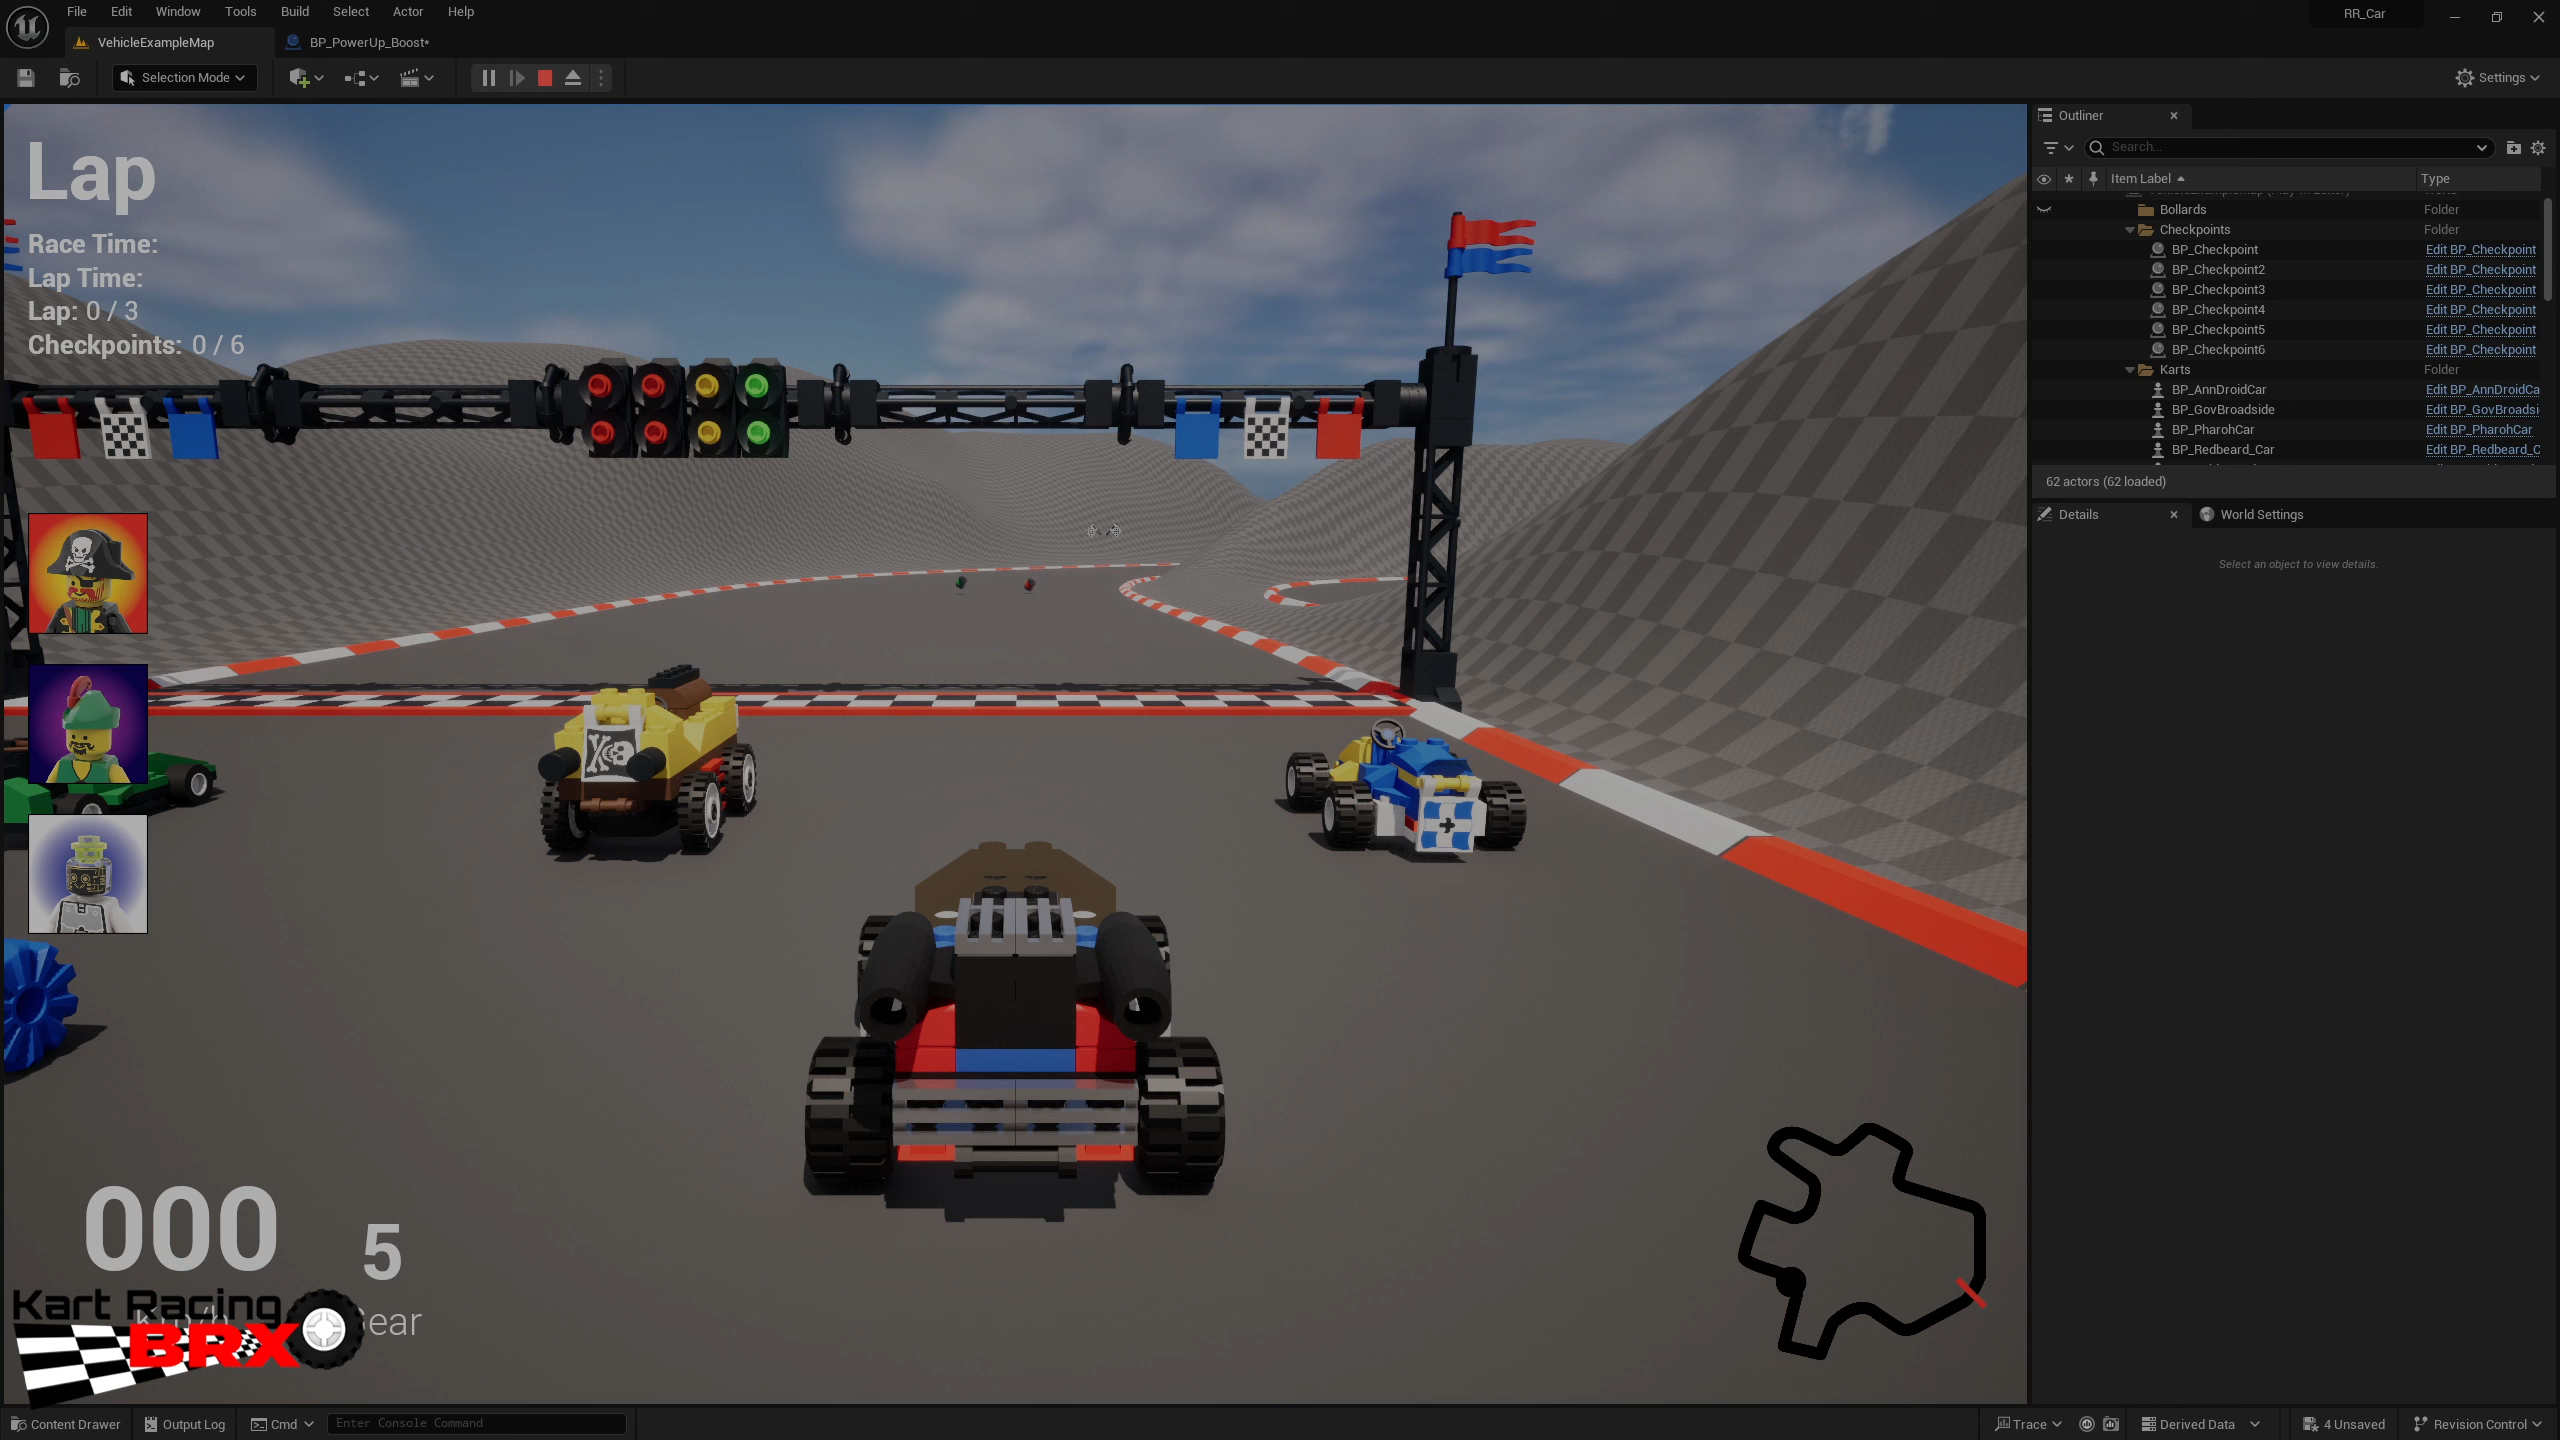 File Edit Window Tools Build Select Actor Help
RR_Car
VehicleExampleMap
BP_PowerUp_Boost*
Selection Mode
Settings
Lap
Race Time:
Lap Time:
Lap: 0 / 3
Checkpoints: 0 / 6
000
5
Km/h
ear
Kart Racing
BRX
Outliner
Search...
Item Label
Type
Bollards Folder
Checkpoints Folder
BP_Checkpoint Edit BP_Checkpoint
BP_Checkpoint2 Edit BP_Checkpoint
BP_Checkpoint3 Edit BP_Checkpoint
BP_Checkpoint4 Edit BP_Checkpoint
BP_Checkpoint5 Edit BP_Checkpoint
BP_Checkpoint6 Edit BP_Checkpoint
Karts Folder
BP_AnnDroidCar Edit BP_AnnDroidCa
BP_GovBroadside Edit BP_GovBroadsi
BP_PharohCar Edit BP_PharohCar
BP_Redbeard_Car Edit BP_Redbeard_C
62 actors (62 loaded)
Details
World Settings
Select an object to view details.
Content Drawer
Output Log
Cmd
Enter Console Command
Trace
Derived Data
4 Unsaved
Revision Control